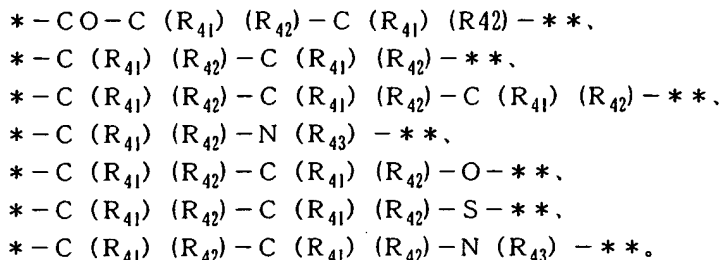 *－CO－C (R₄₁) (R₄₂)－C (R₄₁) (R42)－**、
*－C (R₄₁) (R₄₂)－C (R₄₁) (R₄₂)－**、
*－C (R₄₁) (R₄₂)－C (R₄₁) (R₄₂)－C (R₄₁) (R₄₂)－**、
*－C (R₄₁) (R₄₂)－N (R₄₃) －**、
*－C (R₄₁) (R₄₂)－C (R₄₁) (R₄₂)－O－**、
*－C (R₄₁) (R₄₂)－C (R₄₁) (R₄₂)－S－**、
*－C (R₄₁) (R₄₂)－C (R₄₁) (R₄₂)－N (R₄₃) －**。